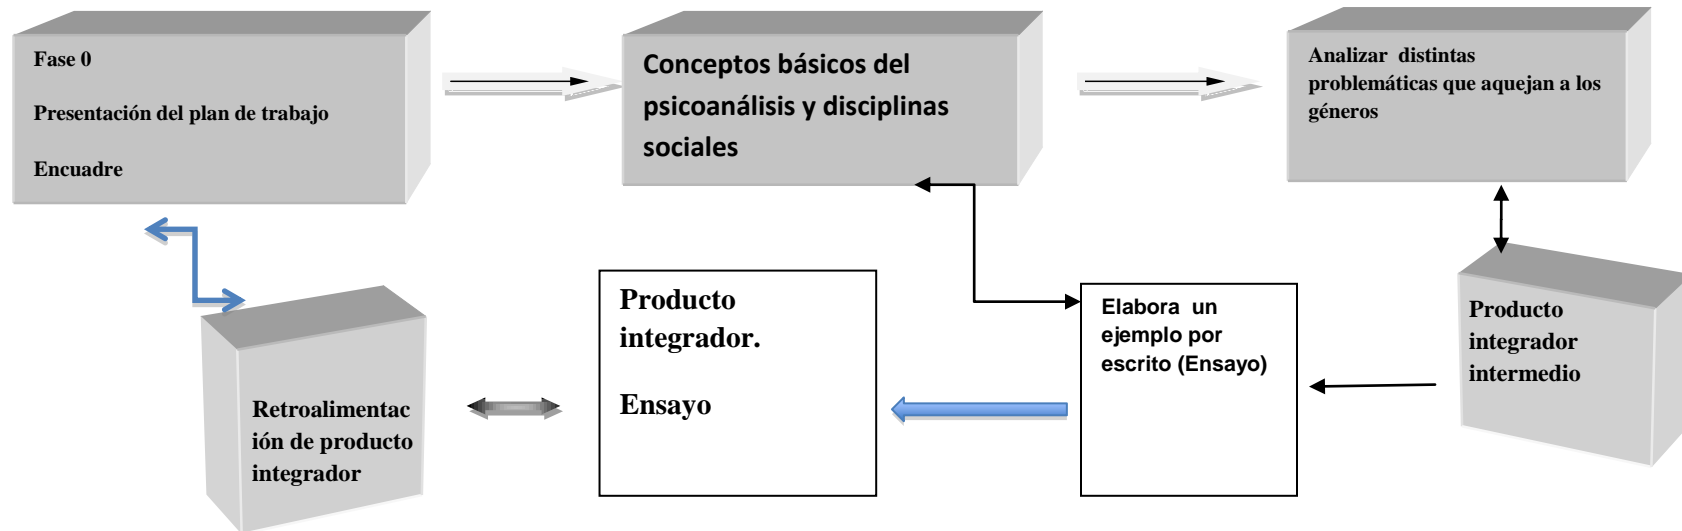 Fase 0
Presentación del plan de trabajo
Encuadre
Conceptos básicos del
psicoanálisis y disciplinas
sociales
Analizar distintas
problemáticas que aquejan a los
géneros
Retroalimentac
ión de producto
integrador
Producto
integrador.
Ensayo
Elabora un
ejemplo por
escrito (Ensayo)
Producto
integrador
intermedio